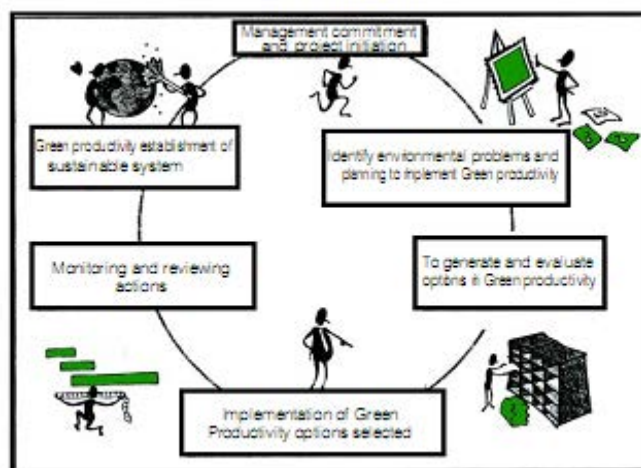 Management commitment
and project initiation
Identify environmental problems and
planning to implement Green productivity
To generate and evaluate
options in Green productivity
Implementation of Green
Productivity options selected
Monitoring and reviewing
actions
Green productivity establishment of
sustainable system